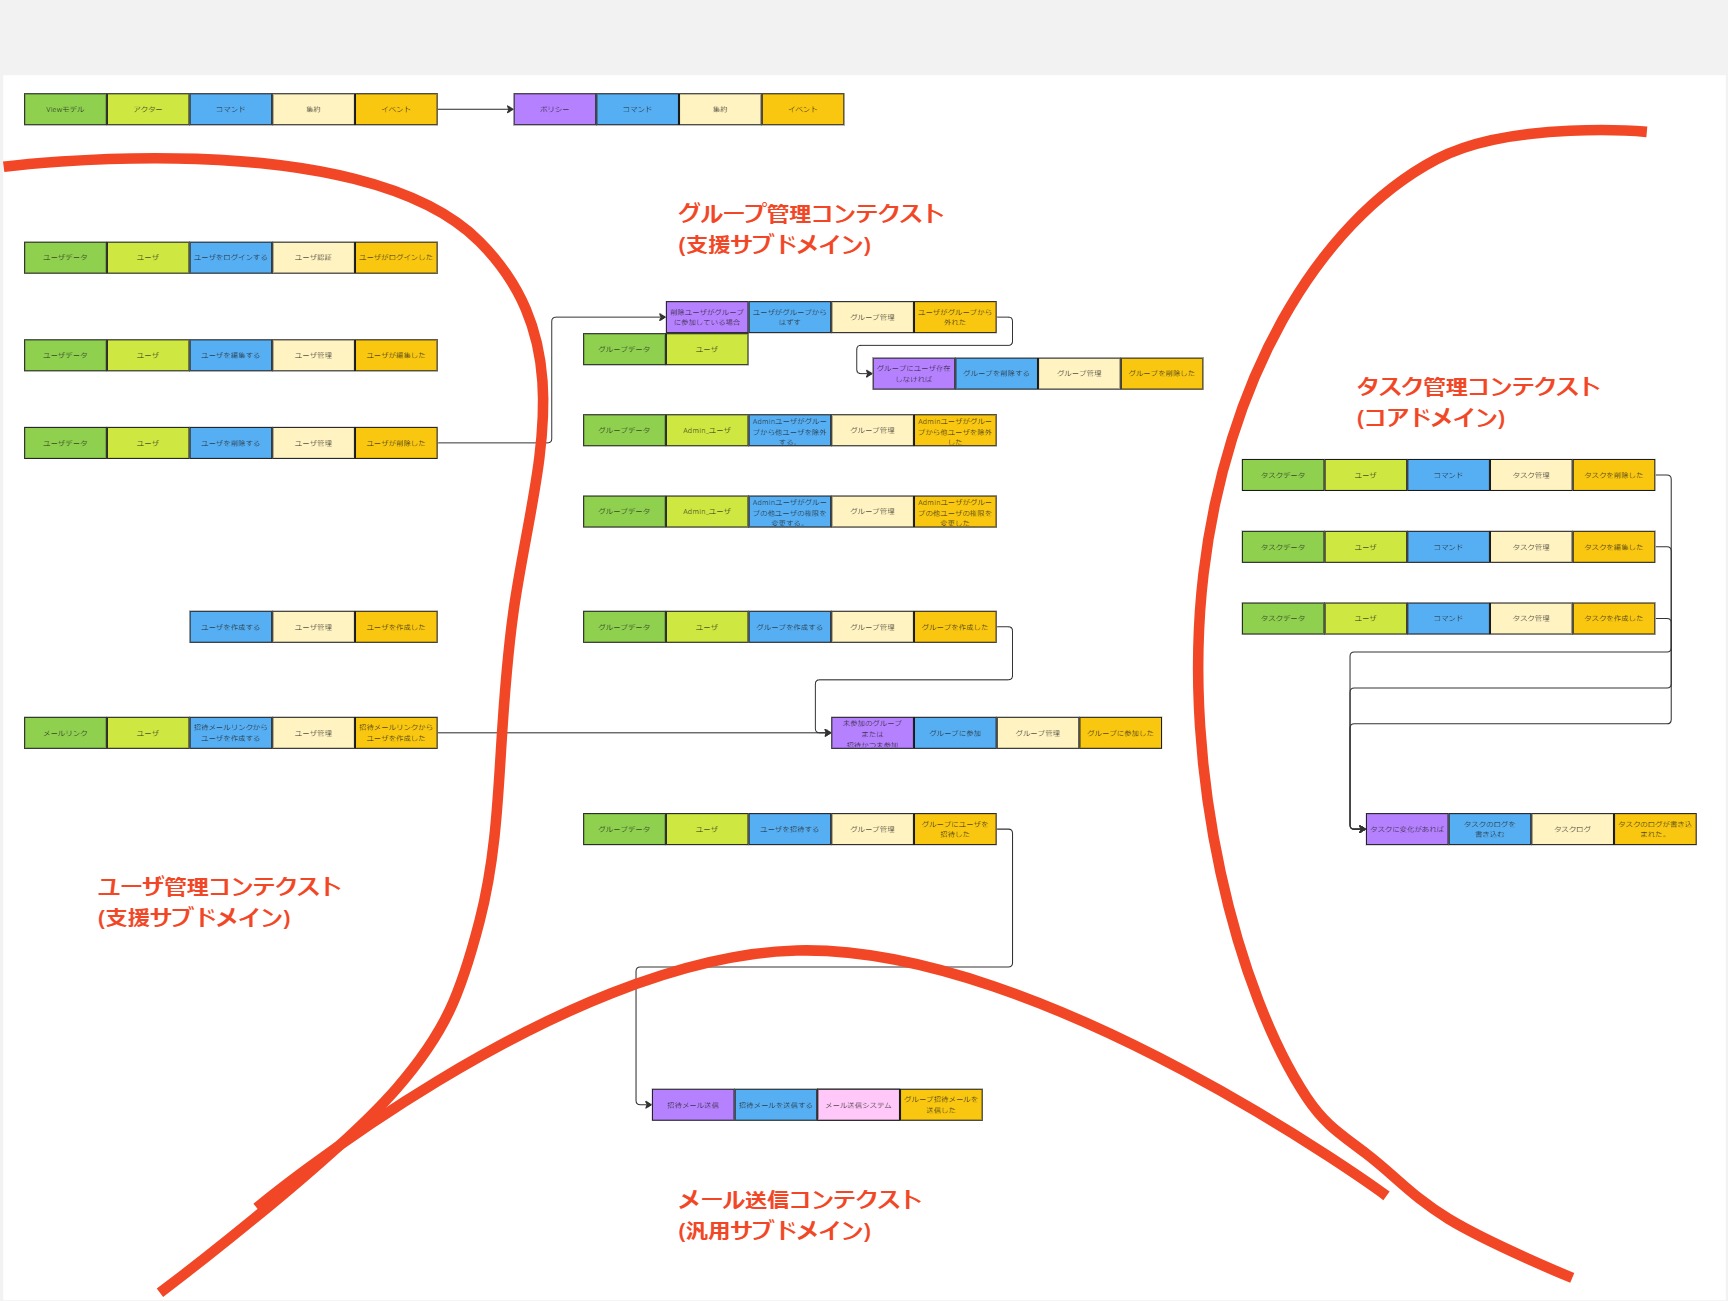 Viewモデル アクター コマンド 集約 イベント ポリシー コマンド 集約 イベント
グループ管理コンテクスト
(支援サブドメイン)
ユーザデータ ユーザ ユーザをログインする ユーザ認証 ユーザがログインした
削除ユーザがグループ
に参加している場合
ユーザがグループから
はずす
グループ管理
ユーザがグループから
外れた
グループデータ ユーザ
ユーザデータ ユーザ ユーザを編集する ユーザ管理 ユーザが編集した
グループにユーザ存在
しなければ
グループを削除する グループ管理 グループを削除した
タスク管理コンテクスト
(コアドメイン)
グループデータ Admin_ユーザ
Adminユーザがグルー
プから他ユーザを除外
する。
グループ管理
Adminユーザがグルー
プから他ユーザを除外
した
ユーザデータ ユーザ ユーザを削除する ユーザ管理 ユーザが削除した
タスクデータ ユーザ コマンド タスク管理 タスクを削除した
グループデータ Admin_ユーザ
Adminユーザがグルー
プの他ユーザの権限を
変更する。
グループ管理
Adminユーザがグルー
プの他ユーザの権限を
変更した
タスクデータ ユーザ コマンド タスク管理 タスクを編集した
タスクデータ ユーザ コマンド タスク管理 タスクを作成した
ユーザを作成する ユーザ管理 ユーザを作成した
グループデータ ユーザ グループを作成する グループ管理 グループを作成した
メールリンク ユーザ
招待メールリンクから
ユーザを作成する
ユーザ管理
招待メールリンクから
ユーザを作成した
未参加のグループ
または
招待かつ未参加
グループに参加 グループ管理 グループに参加した
グループデータ ユーザ ユーザを招待する グループ管理
グループにユーザを
招待した
タスクに変化があれば
タスクのログを
書き込む
タスクログ
タスクのログが書き込
まれた。
ユーザ管理コンテクスト
(支援サブドメイン)
招待メール送信 招待メールを送信する メール送信システム
グループ招待メールを
送信した
メール送信コンテクスト
(汎用サブドメイン)